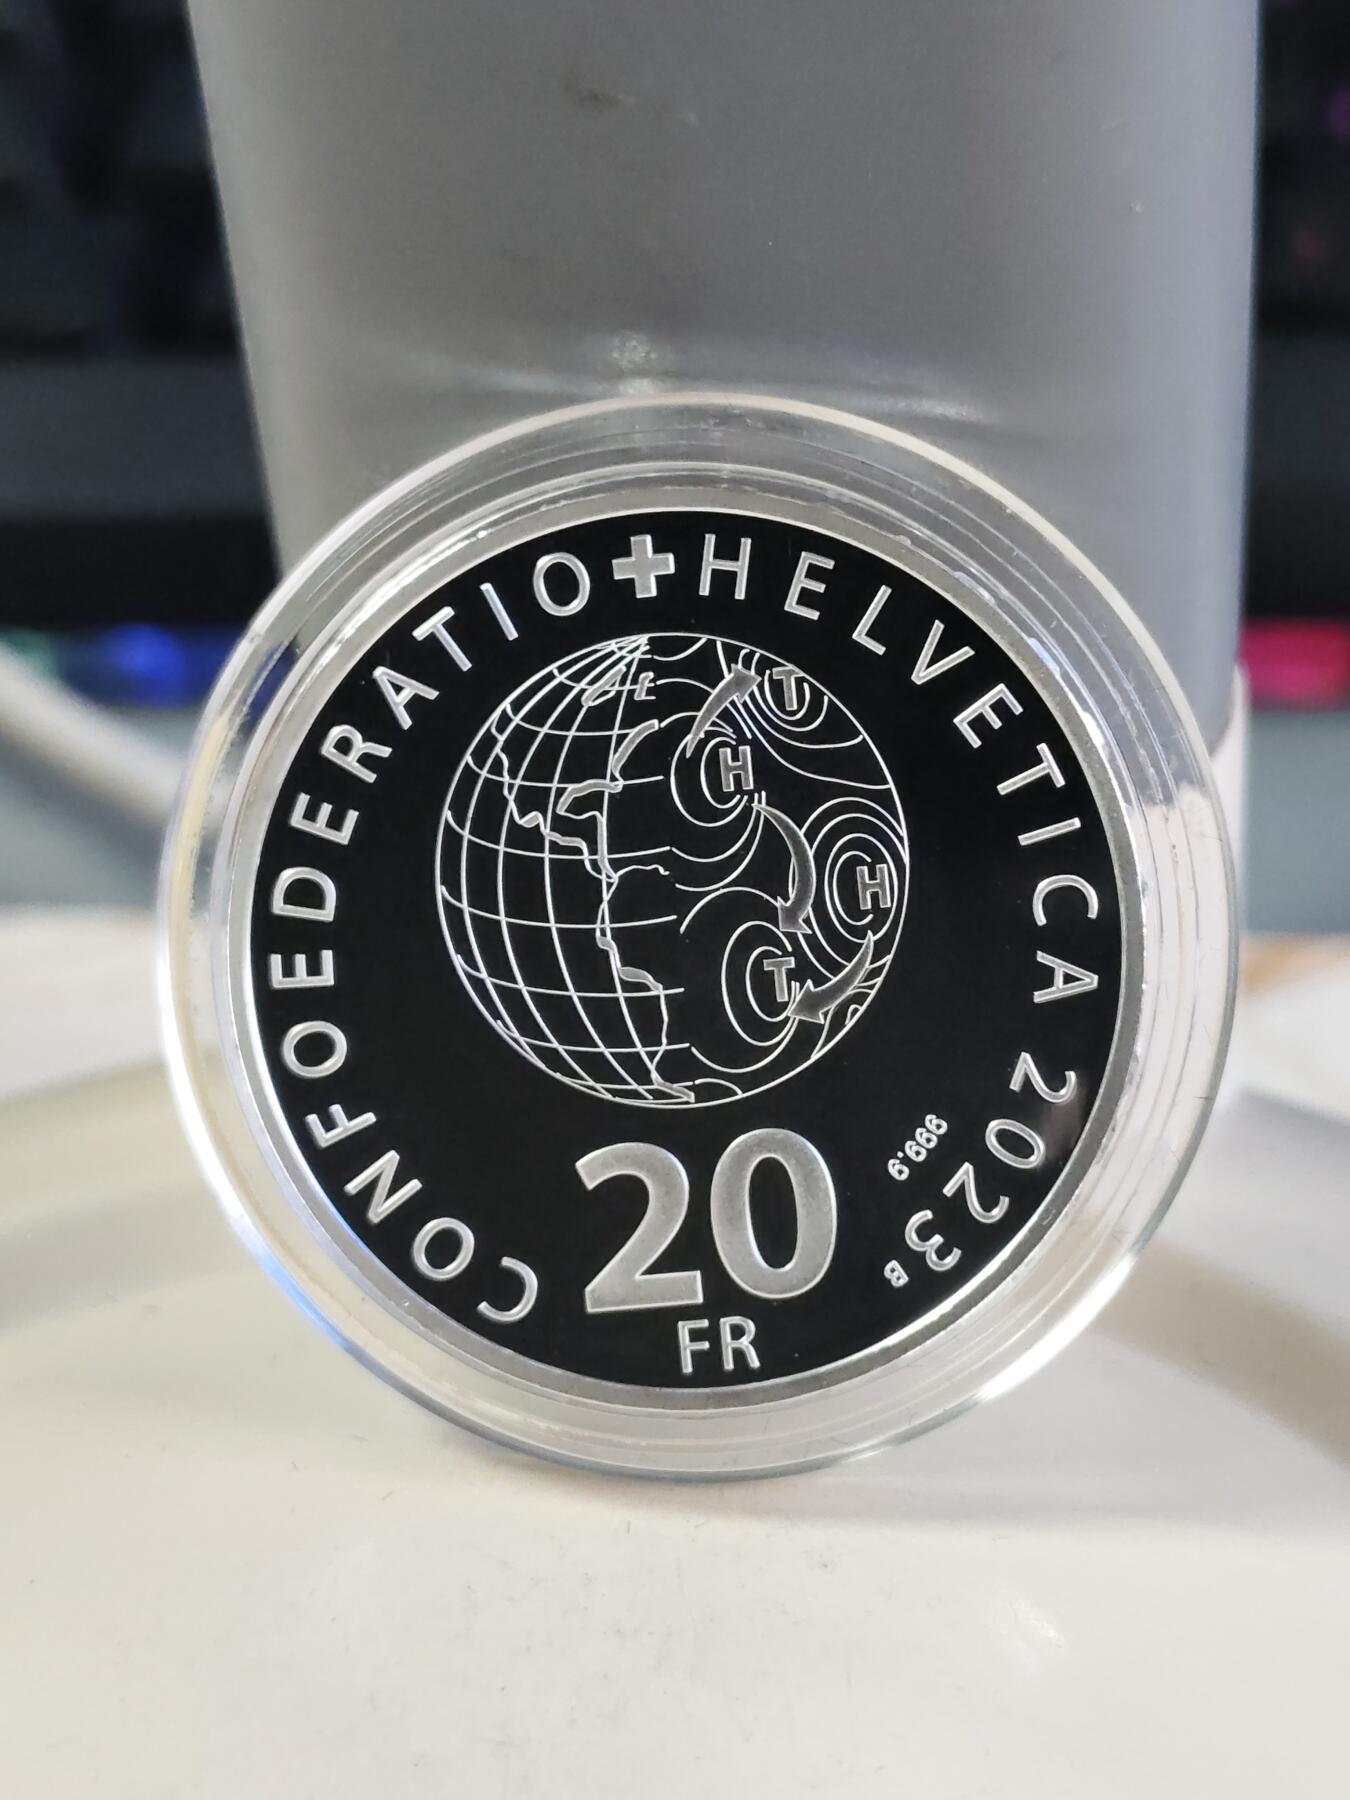 CONFOEDERATIO HELVETICA 2023 B
T
H
H
T
999.9
20
FR